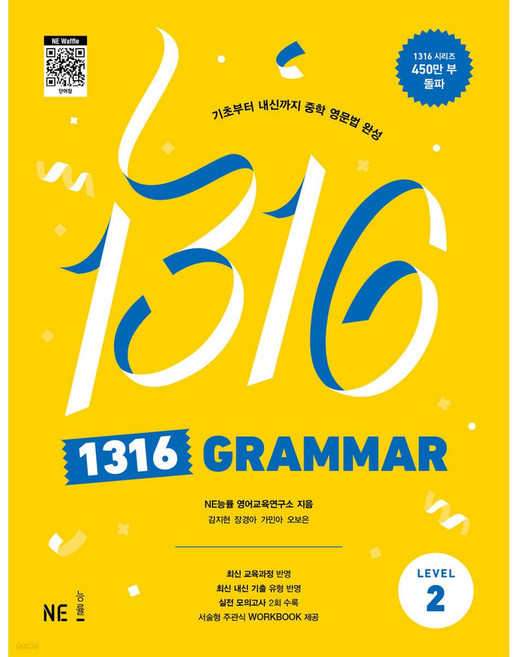 NE Waffle
단어장
1316 시리즈
450만 부
돌파
기초부터 내신까지 중학 영문법 완성
1316
1316 GRAMMAR
NE능률 영어교육연구소 지음
김지현 장경아 가민아 오보은
최신 교육과정 반영
최신 내신 기출 유형 반영
실전 모의고사 2회 수록
서술형 주관식 WORKBOOK 제공
LEVEL
2
NE 능률